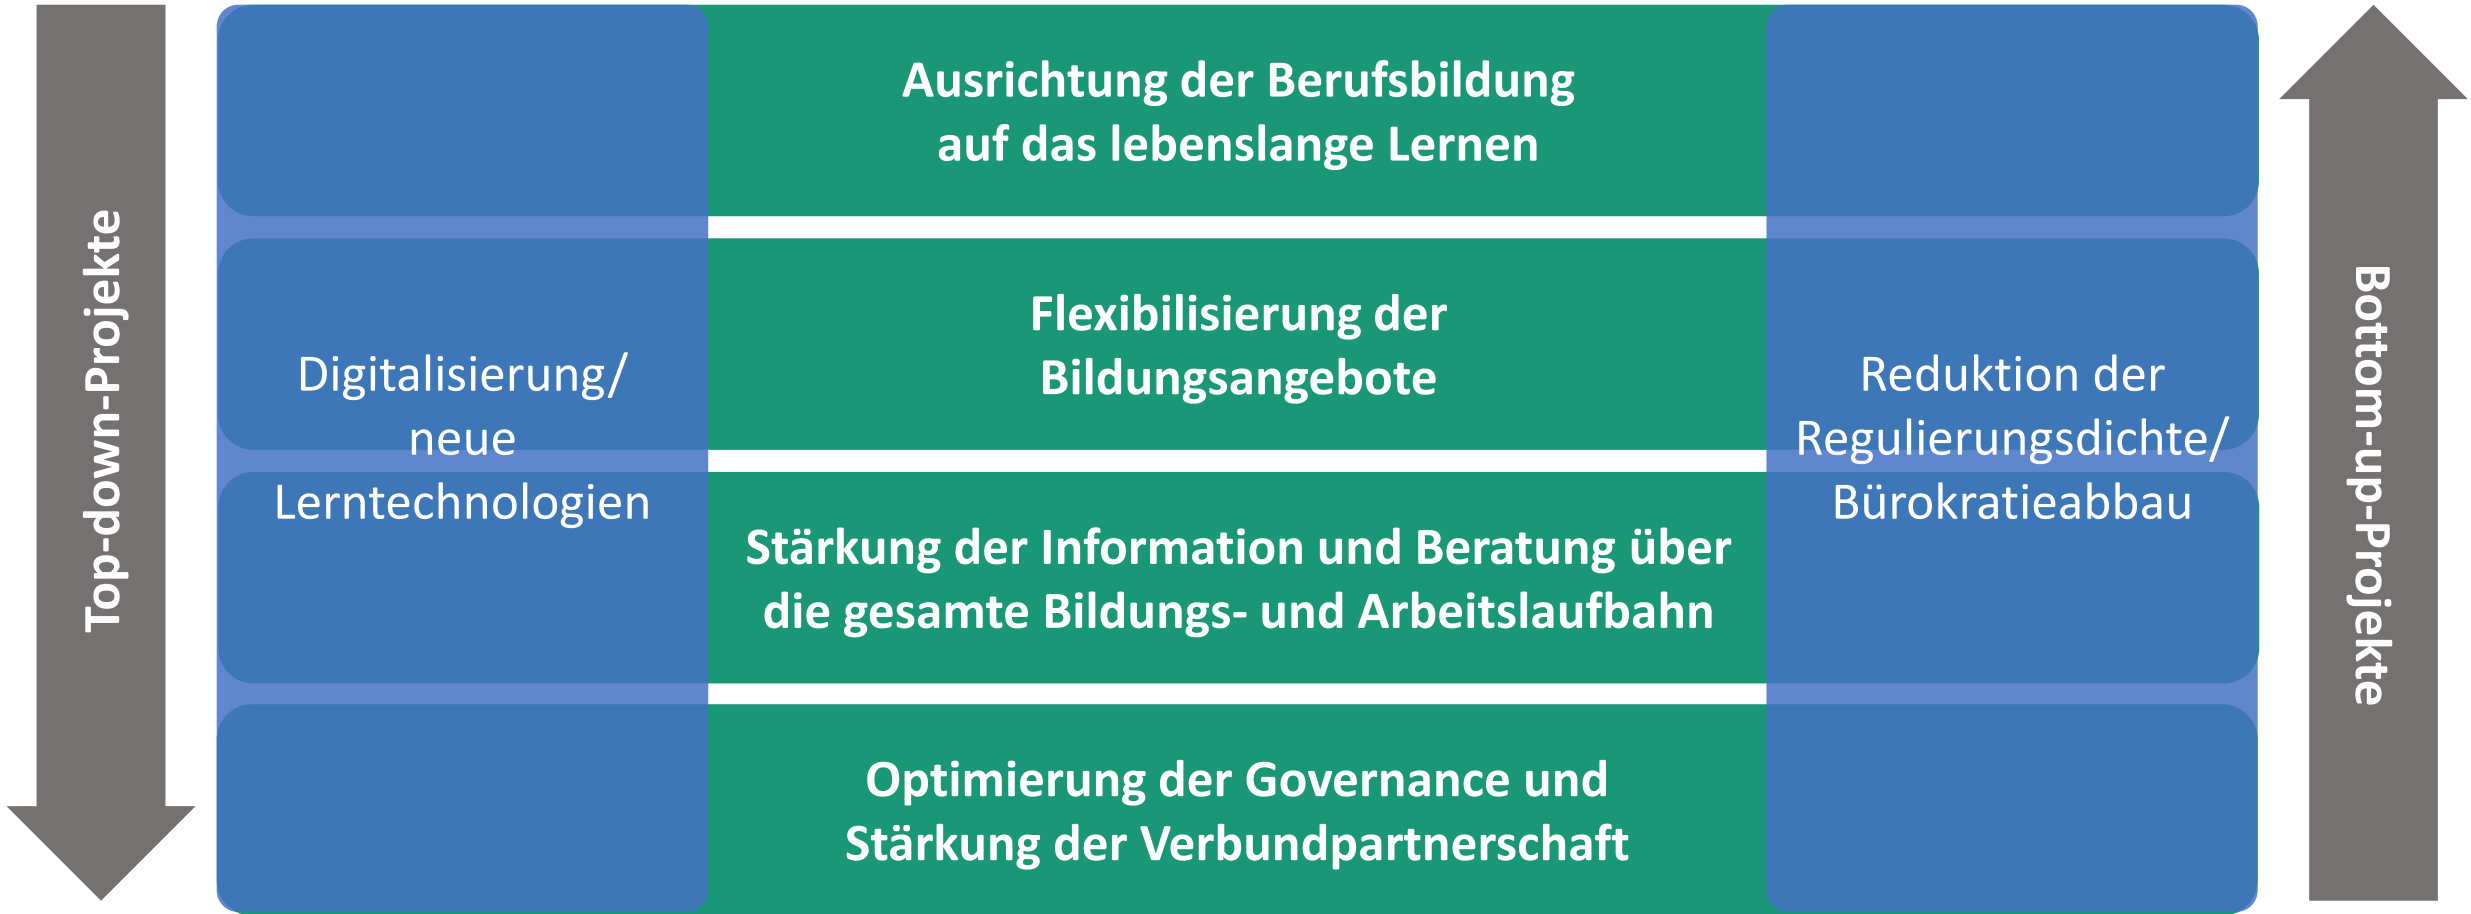 Top-down-Projekte
Digitalisierung/
neue
Lerntechnologien
Ausrichtung der Berufsbildung
auf das lebenslange Lernen
Flexibilisierung der
Bildungsangebote
Stärkung der Information und Beratung über
die gesamte Bildungs- und Arbeitslaufbahn
Optimierung der Governance und
Stärkung der Verbundpartnerschaft
Reduktion der
Regulierungsdichte/
Bürokratieabbau
Botttom-up-Projekte